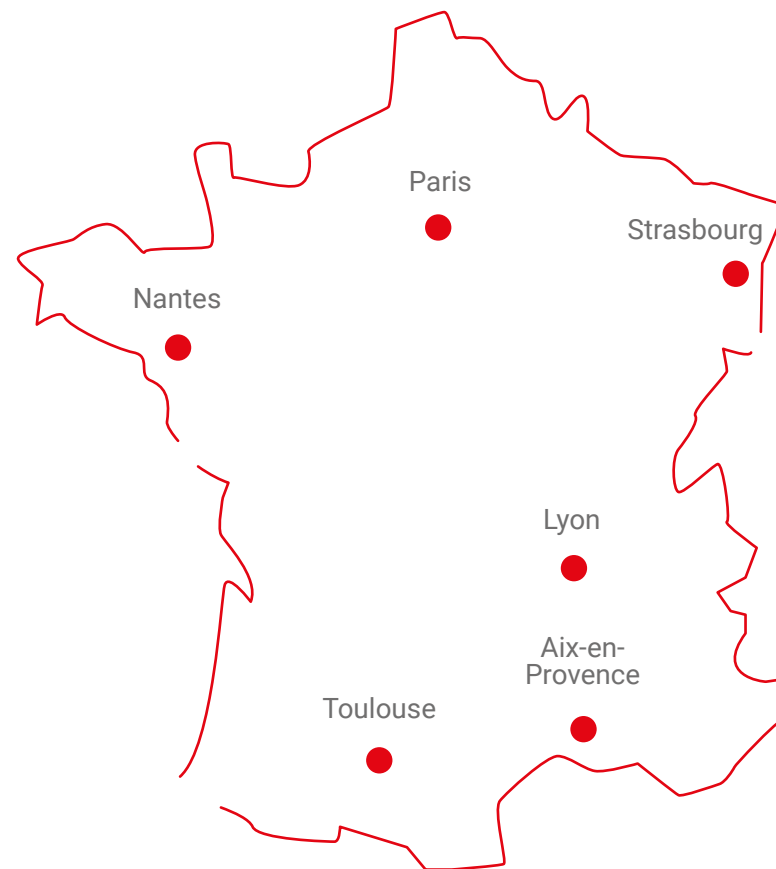 Paris
Strasbourg
Nantes
Lyon
Aix-en-
Provence
Toulouse